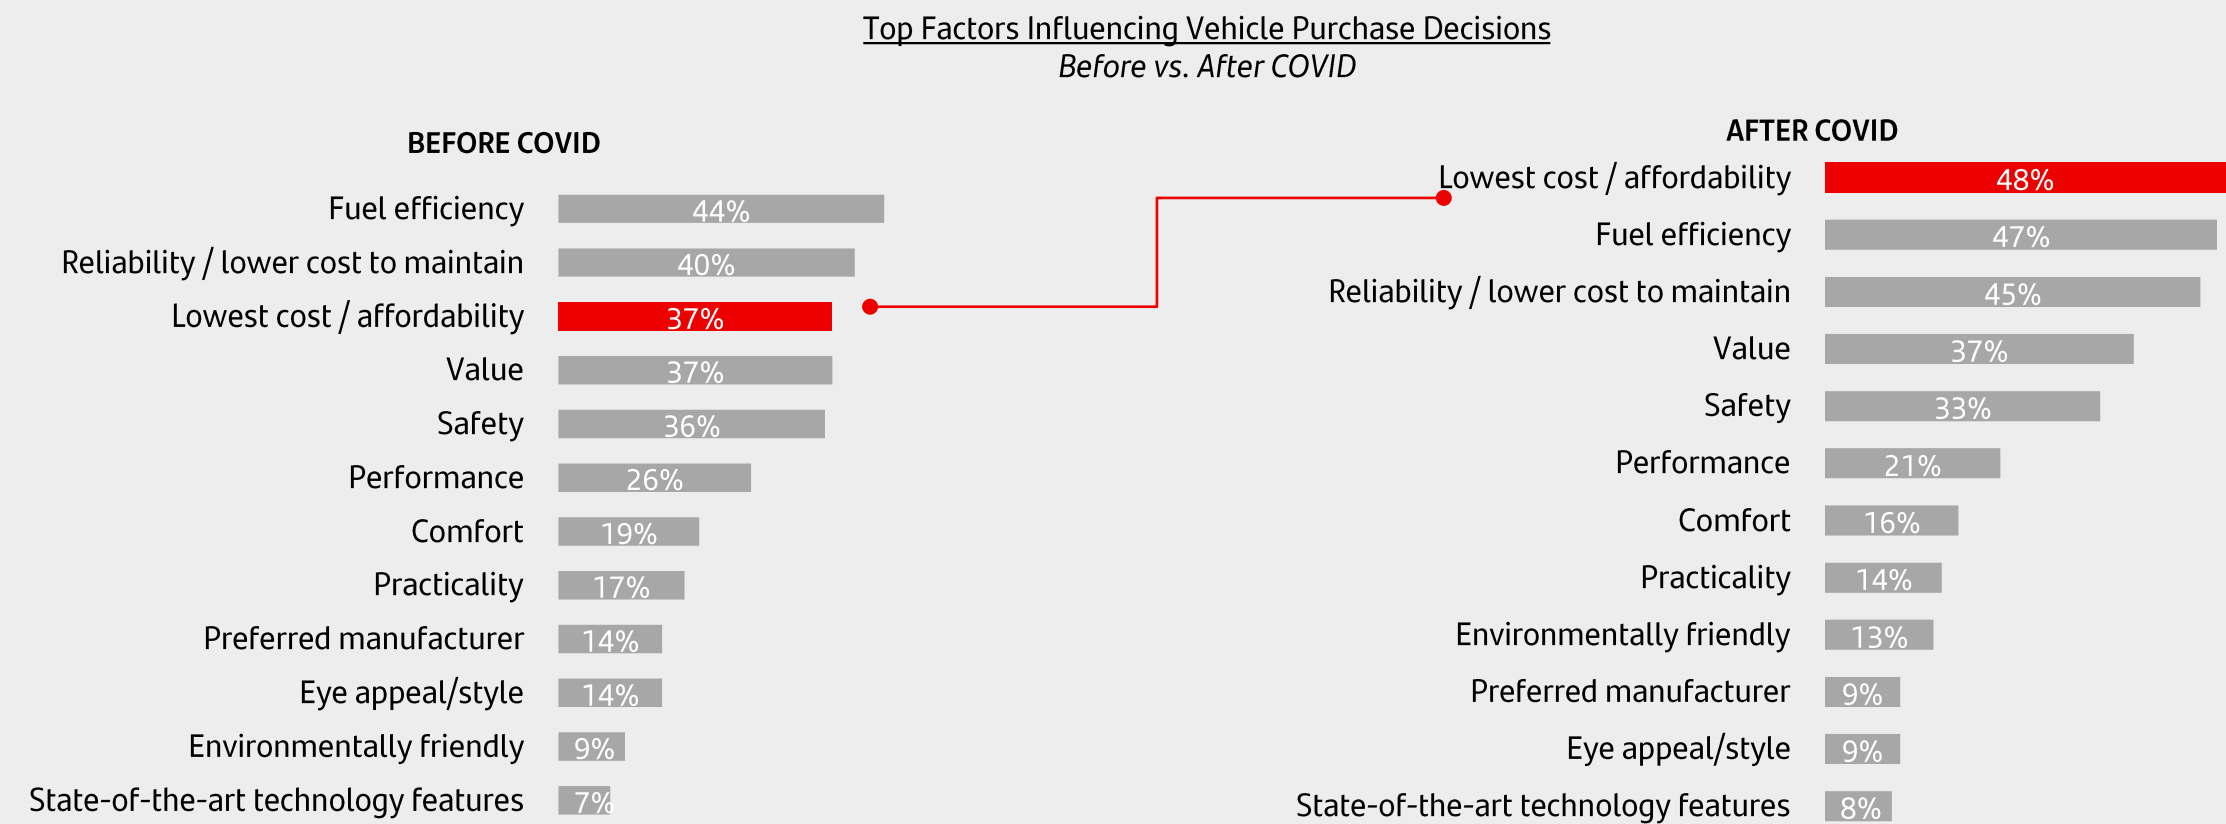 Top Factors Influencing Vehicle Purchase Decisions
Before vs. After COVID
BEFORE COVID
Fuel efficiency 44%
Reliability / lower cost to maintain 40%
Lowest cost / affordability 37%
Value 37%
Safety 36%
Performance 26%
Comfort 19%
Practicality 17%
Preferred manufacturer 14%
Eye appeal/style 14%
Environmentally friendly 9%
State-of-the-art technology features 7%
AFTER COVID
Lowest cost / affordability 48%
Fuel efficiency 47%
Reliability / lower cost to maintain 45%
Value 37%
Safety 33%
Performance 21%
Comfort 16%
Practicality 14%
Environmentally friendly 13%
Preferred manufacturer 9%
Eye appeal/style 9%
State-of-the-art technology features 8%